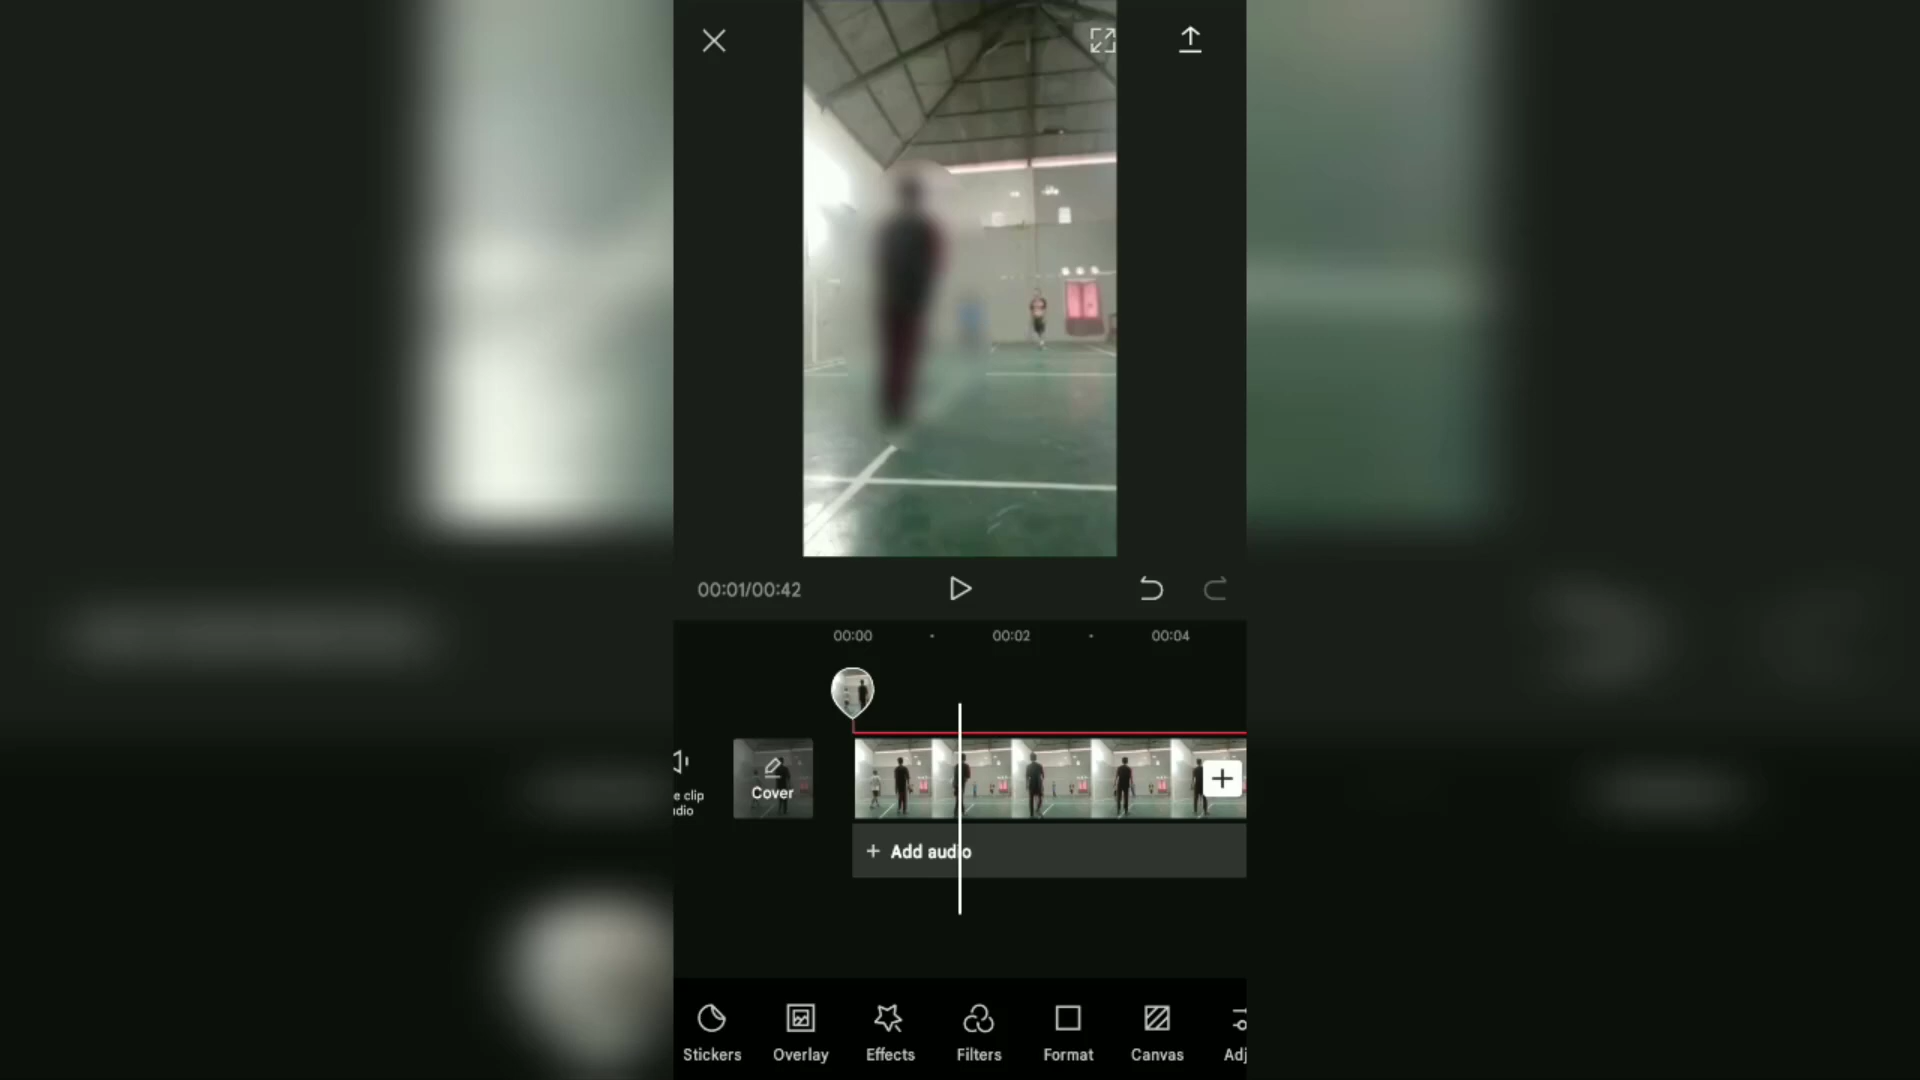 00:01/00:42
00:00
00:02
00:04
e clip
dio
Cover
Add audio
Stickers
Overlay
Effects
Filters
Format
Canvas
Adj